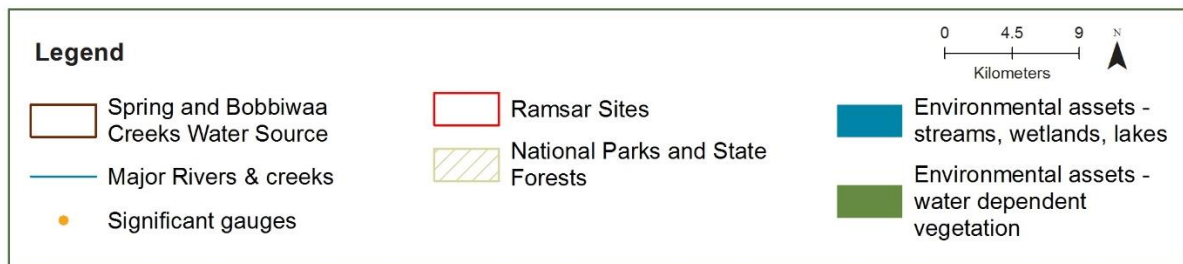 Legend
0 4.5 9
Kilometers
N
Spring and Bobbiwaa
Creeks Water Source
Major Rivers & creeks
Significant gauges
Ramsar Sites
National Parks and State
Forests
Environmental assets -
streams, wetlands, lakes
Environmental assets -
water dependent
vegetation